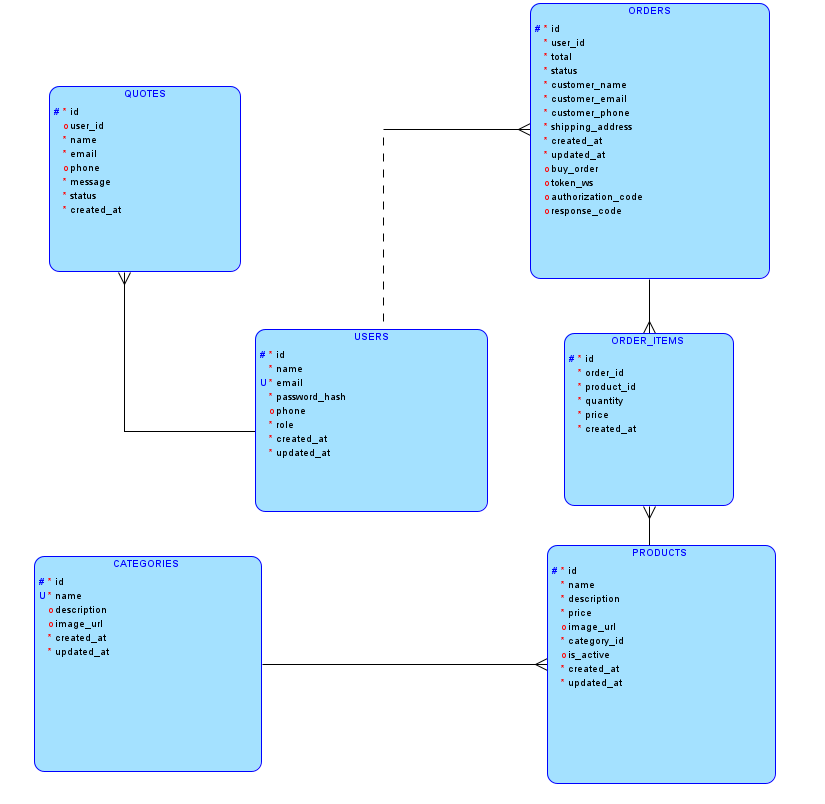 ORDERS
# * id
* user_id
* total
* status
* customer_name
* customer_email
* customer_phone
* shipping_address
* created_at
* updated_at
o buy_order
o token_ws
o authorization_code
o response_code
QUOTES
# * id
o user_id
* name
* email
o phone
* message
* status
* created_at
USERS
# * id
* name
U * email
* password_hash
o phone
* role
* created_at
* updated_at
ORDER_ITEMS
# * id
* order_id
* product_id
* quantity
* price
* created_at
CATEGORIES
# * id
U * name
o description
o image_url
* created_at
* updated_at
PRODUCTS
# * id
* name
* description
* price
o image_url
* category_id
o is_active
* created_at
* updated_at